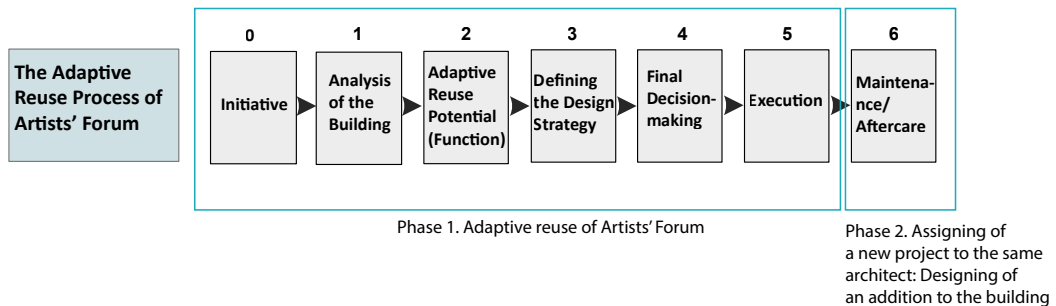 The Adaptive
Reuse Process of
Artists' Forum
0
Initiative
1
Analysis
of the
Building
2
Adaptive
Reuse
Potential
(Function)
3
Defining
the Design
Strategy
4
Final
Decision-
making
5
Execution
6
Maintena-
nce/
Aftercare
Phase 1. Adaptive reuse of Artists' Forum
Phase 2. Assigning of
a new project to the same
architect: Designing of
an addition to the building